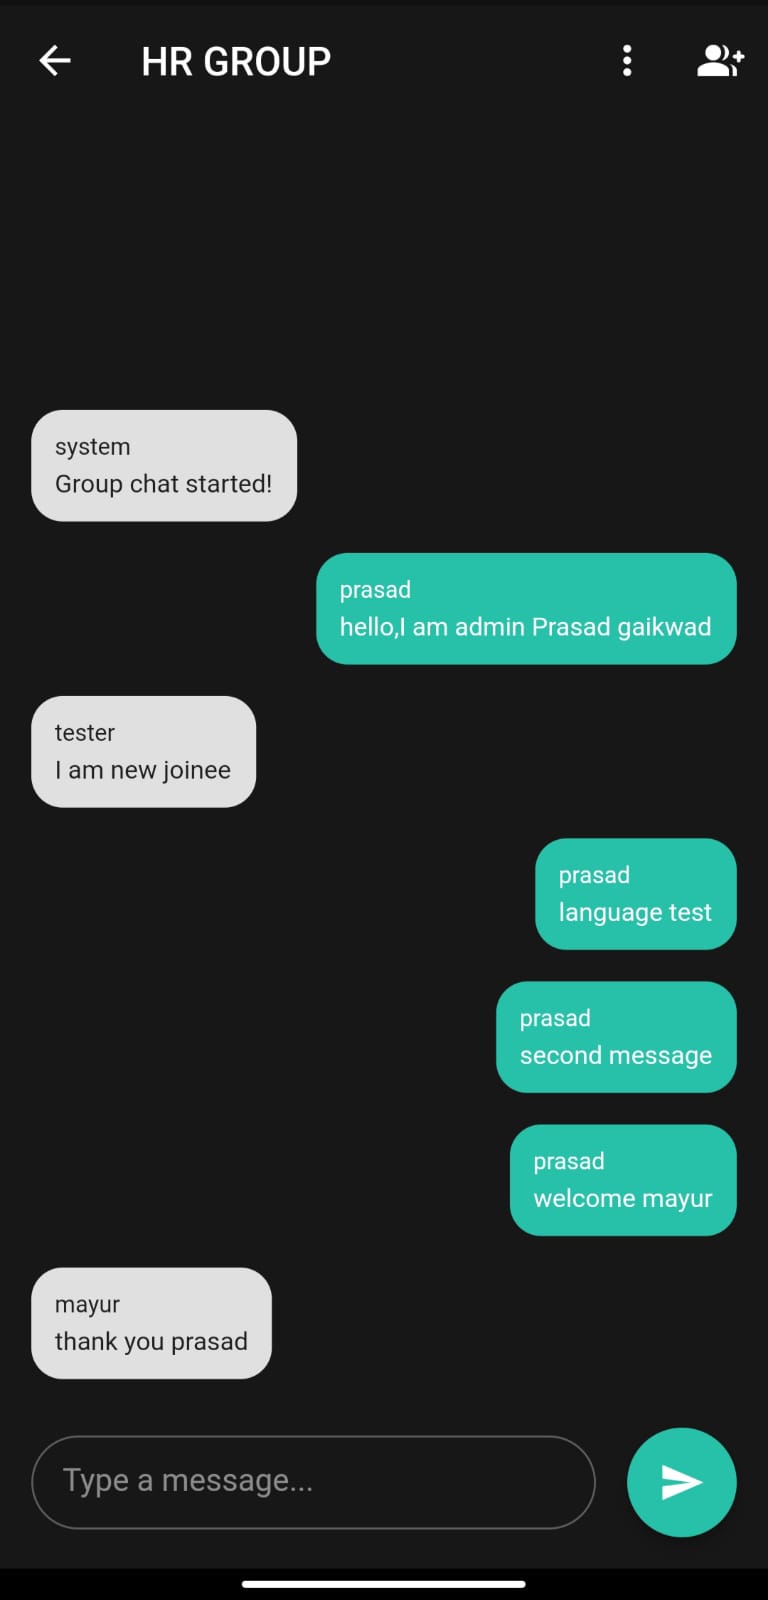 HR GROUP
system
Group chat started!
prasad
hello,I am admin Prasad gaikwad
tester
I am new joinee
prasad
language test
prasad
second message
prasad
welcome mayur
mayur
thank you prasad
Type a message...